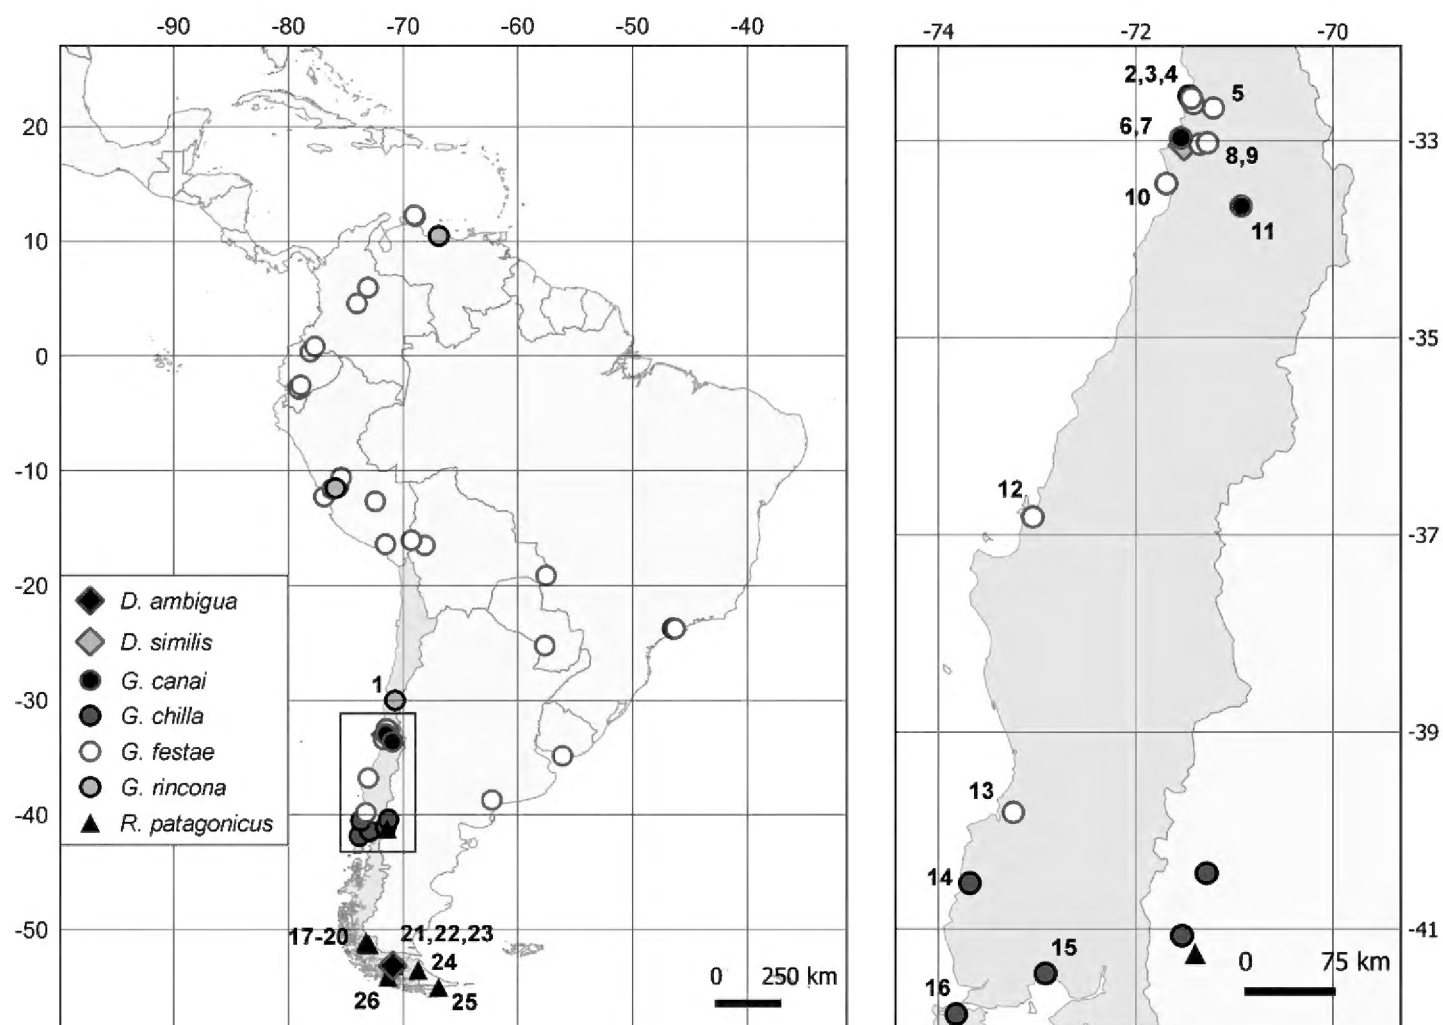 -90 -80 -70 -60 -50 -40
20
10
0
-10
-20
-30
-40
-50
D. ambigua
D. similis
G. canai
G. chilla
G. festae
G. rincona
R. patagonicus
1
17-20
21,22,23
24
25
26
0 250 km
-74 -72 -70
-33
-35
-37
-39
-41
2,3,4
5
6,7
8,9
10
11
12
13
14
15
16
0 75 km